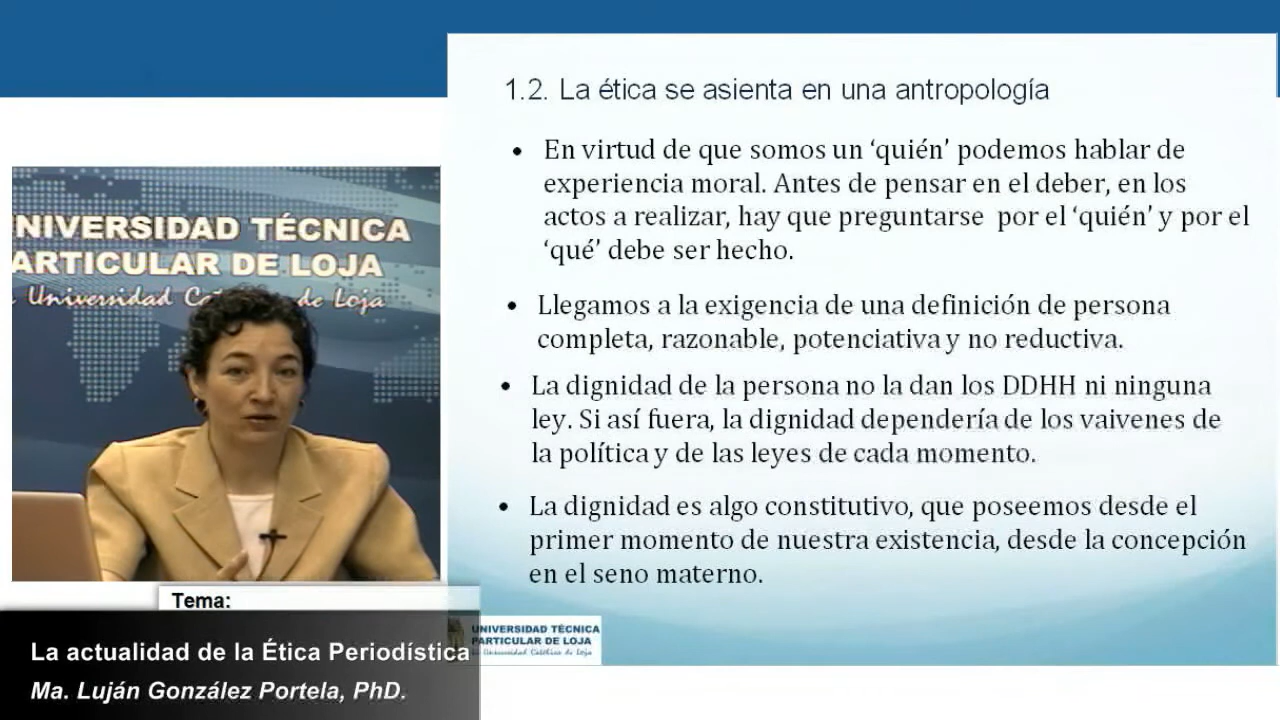 1.2. La ética se asienta en una antropología
• En virtud de que somos un ‘quién’ podemos hablar de
experiencia moral. Antes de pensar en el deber, en los
actos a realizar, hay que preguntarse por el ‘quién’ y por el
‘qué’ debe ser hecho.
• Llegamos a la exigencia de una definición de persona
completa, razonable, potenciativa y no reductiva.
• La dignidad de la persona no la dan los DDHH ni ninguna
ley. Si así fuera, la dignidad dependería de los vaivenes de
la política y de las leyes de cada momento.
• La dignidad es algo constitutivo, que poseemos desde el
primer momento de nuestra existencia, desde la concepción
en el seno materno.
NIVERSIDAD TÉCNICA
ARTICULAR DE LOJA
Universidad de Loja
Tema:
La actualidad de la Ética Periodística
Ma. Luján González Portela, PhD.
UNIVERSIDAD TÉCNICA
PARTICULAR DE LOJA
La Universidad Católica de Loja